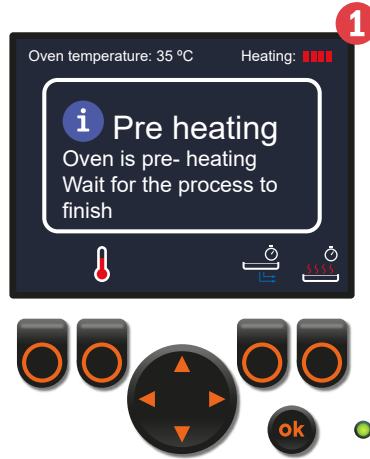 1
Oven temperature: 35 ºC Heating:
i Pre heating
Oven is pre- heating
Wait for the process to
finish
ok